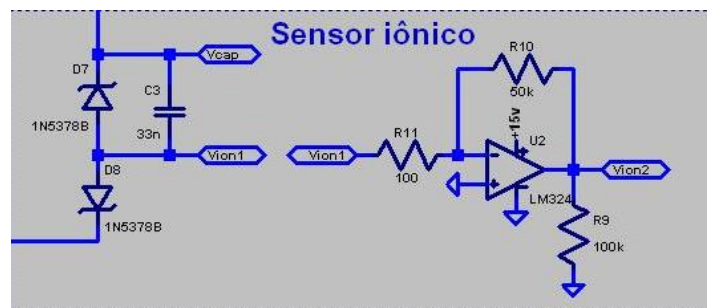 Sensor iônico
Vcap
D7
C3
1N5378B
33n
Vion1
D8
1N5378B
Vion1
R11
100
R10
50k
+15v
U2
LM324
Vion2
R9
100k